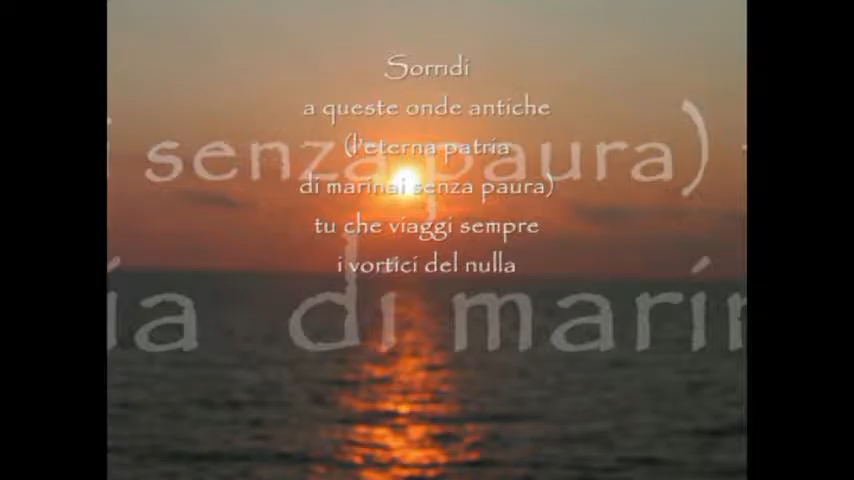 Sorridi
a queste onde antiche
(l'eterna patria
di marinai senza paura)
tu che viaggi sempre
i vortici del nulla
i senza paura)
ia di marin